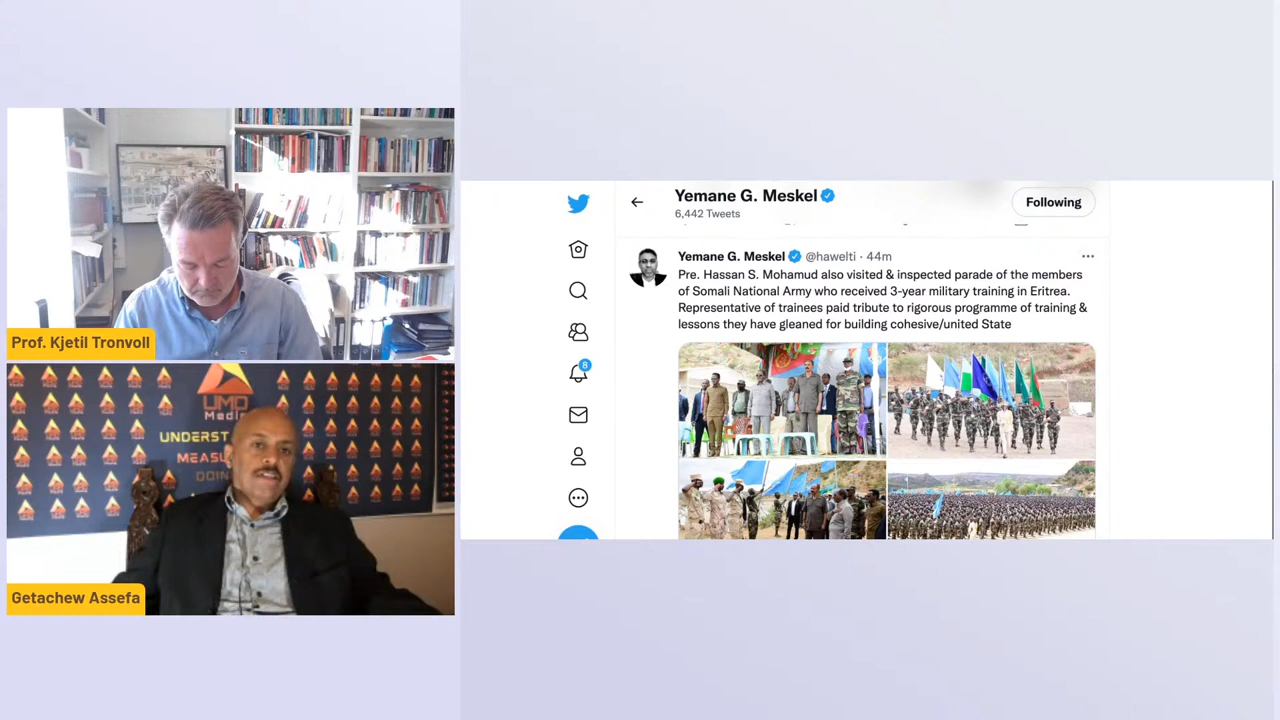 Prof. Kjetil Tronvoll
UMD
Media
UNDERST
MEASU
DOIN
Getachew Assefa
Yemane G. Meskel
6,442 Tweets
Following
Yemane G. Meskel @hawelti · 44m
Pre. Hassan S. Mohamud also visited & inspected parade of the members
of Somali National Army who received 3-year military training in Eritrea.
Representative of trainees paid tribute to rigorous programme of training &
lessons they have gleaned for building cohesive/united State
8